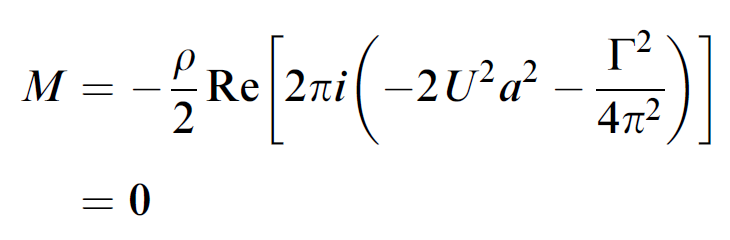 M = −ρ/2 Re[2πi(−2U²a² − Γ²/4π²)]
= 0